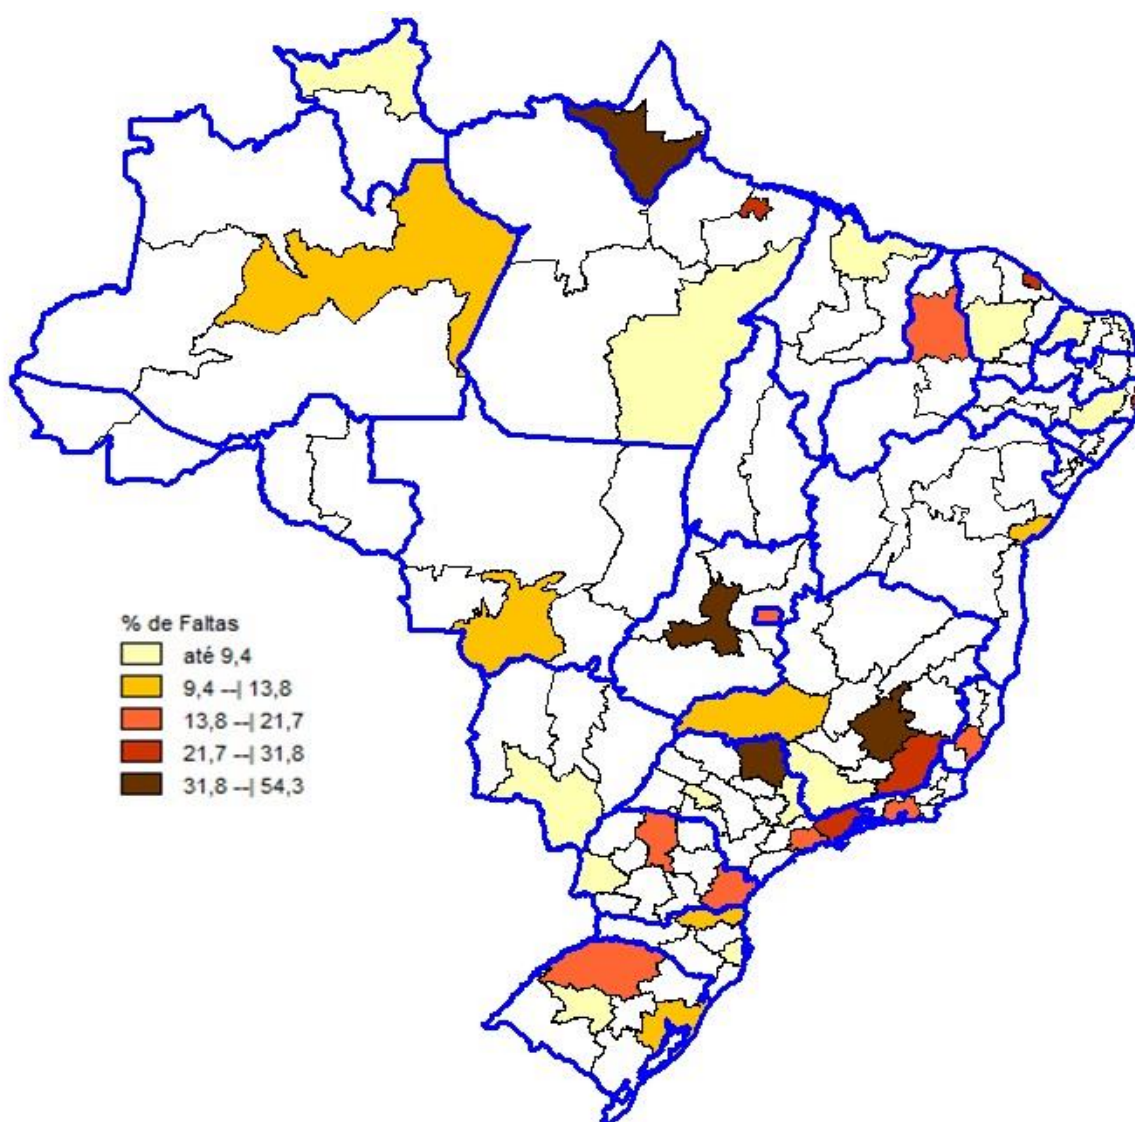 % de Faltas
até 9,4
9,4 --| 13,8
13,8 --| 21,7
21,7 --| 31,8
31,8 --| 54,3